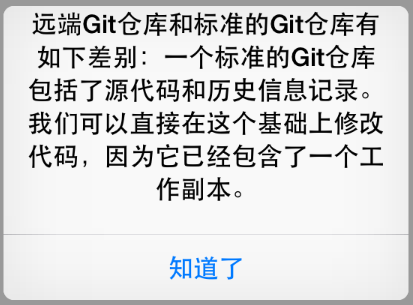 远端Git仓库和标准的Git仓库有
如下差别：一个标准的Git仓库
包括了源代码和历史信息记录。
我们可以直接在这个基础上修改
代码，因为它已经包含了一个工
作副本。
知道了